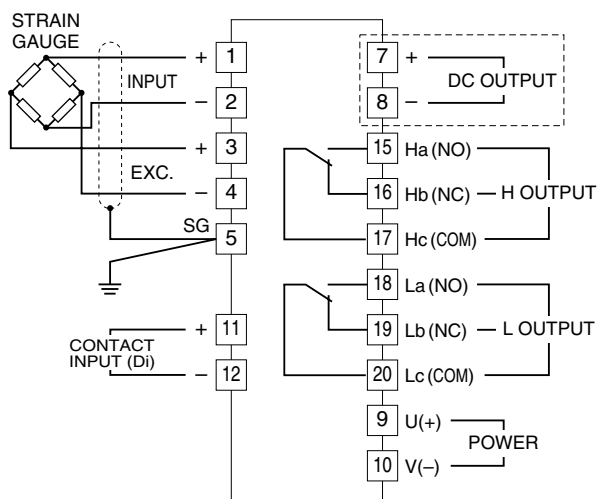 STRAIN
GAUGE
+ 1
INPUT
– 2
+ 3
EXC.
– 4
SG
5
+ 11
CONTACT
INPUT (Di)
– 12
7 +
DC OUTPUT
8 –
15 Ha (NO)
16 Hb (NC) H OUTPUT
17 Hc (COM)
18 La (NO)
19 Lb (NC) L OUTPUT
20 Lc (COM)
9 U(+)
POWER
10 V(–)